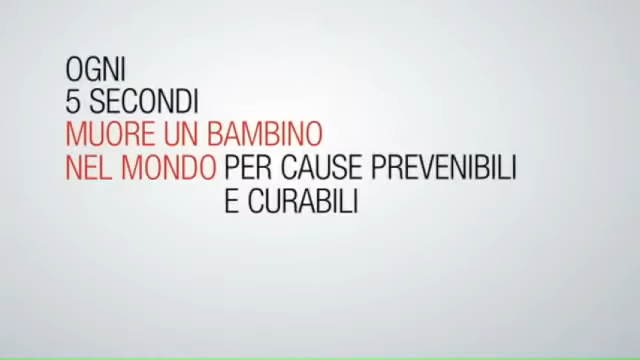 OGNI
5 SECONDI
MUORE UN BAMBINO
NEL MONDO PER CAUSE PREVENIBILI
E CURABILI